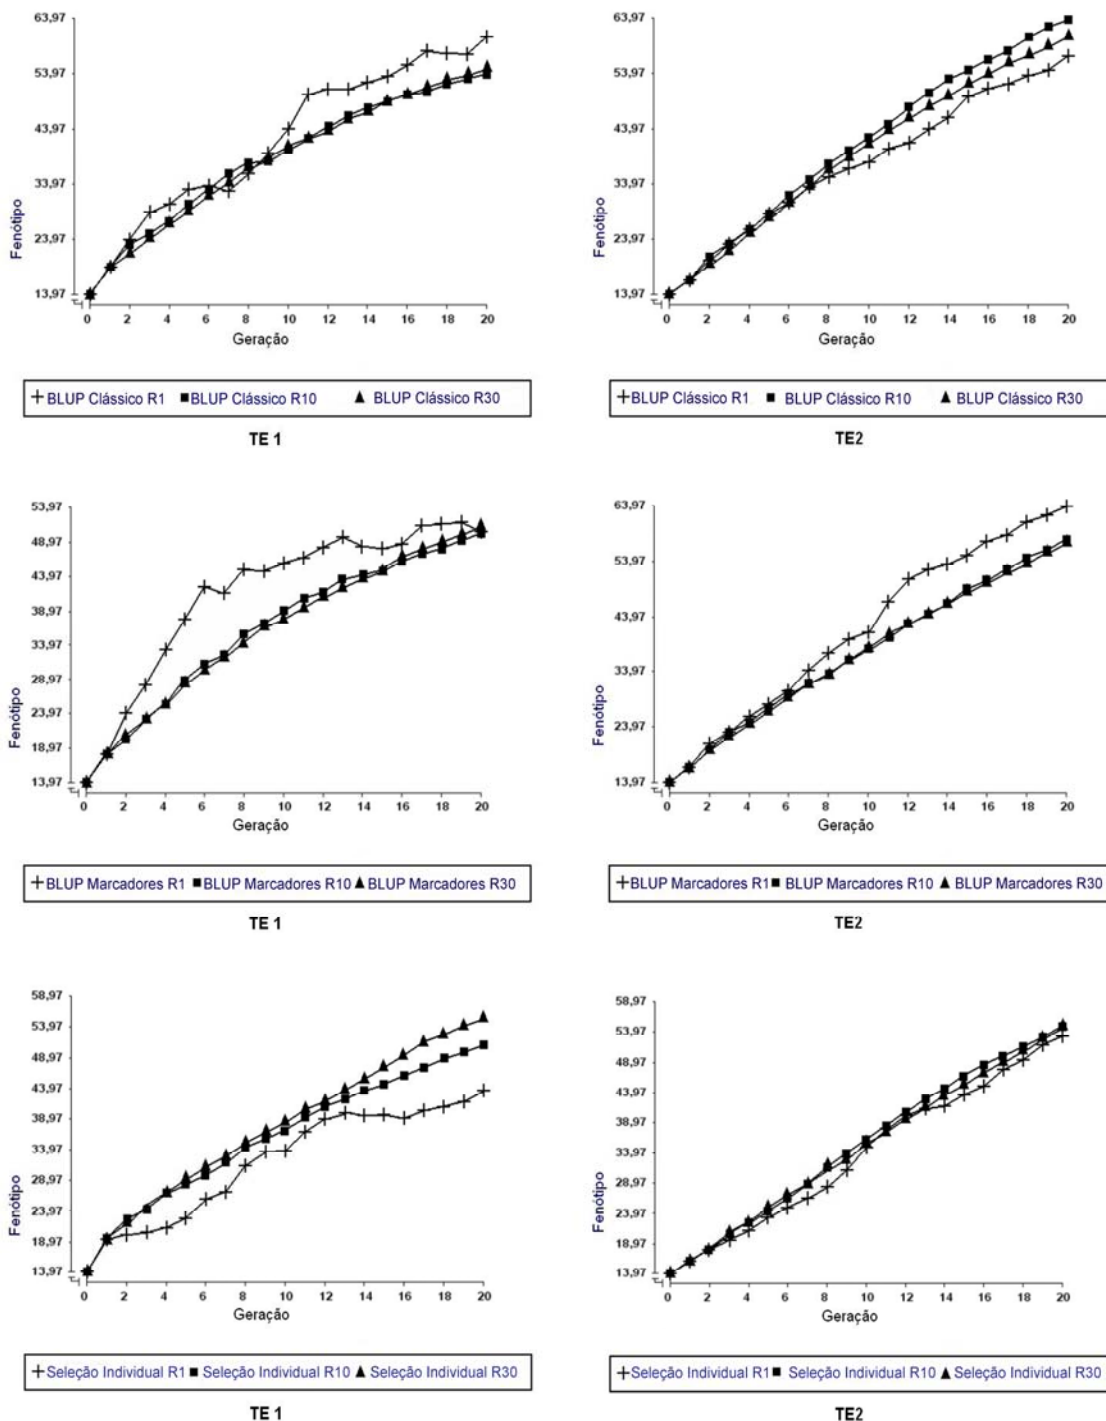 63,97
53,97
43,97
33,97
23,97
13,97
Fenótipo
0 2 4 6 8 10 12 14 16 18 20
Geração
BLUP Clássico R1 BLUP Clássico R10 BLUP Clássico R30
TE 1
63,97
53,97
43,97
33,97
23,97
13,97
Fenótipo
0 2 4 6 8 10 12 14 16 18 20
Geração
BLUP Clássico R1 BLUP Clássico R10 BLUP Clássico R30
TE2
53,97
48,97
43,97
38,97
33,97
28,97
23,97
18,97
13,97
Fenótipo
0 2 4 6 8 10 12 14 16 18 20
Geração
BLUP Marcadores R1 BLUP Marcadores R10 BLUP Marcadores R30
TE 1
63,97
53,97
43,97
33,97
23,97
13,97
Fenótipo
0 2 4 6 8 10 12 14 16 18 20
Geração
BLUP Marcadores R1 BLUP Marcadores R10 BLUP Marcadores R30
TE2
58,97
53,97
48,97
43,97
38,97
33,97
28,97
23,97
18,97
13,97
Fenótipo
0 2 4 6 8 10 12 14 16 18 20
Geração
Seleção Individual R1 Seleção Individual R10 Seleção Individual R30
TE 1
58,97
53,97
48,97
43,97
38,97
33,97
28,97
23,97
18,97
13,97
Fenótipo
0 2 4 6 8 10 12 14 16 18 20
Geração
Seleção Individual R1 Seleção Individual R10 Seleção Individual R30
TE2